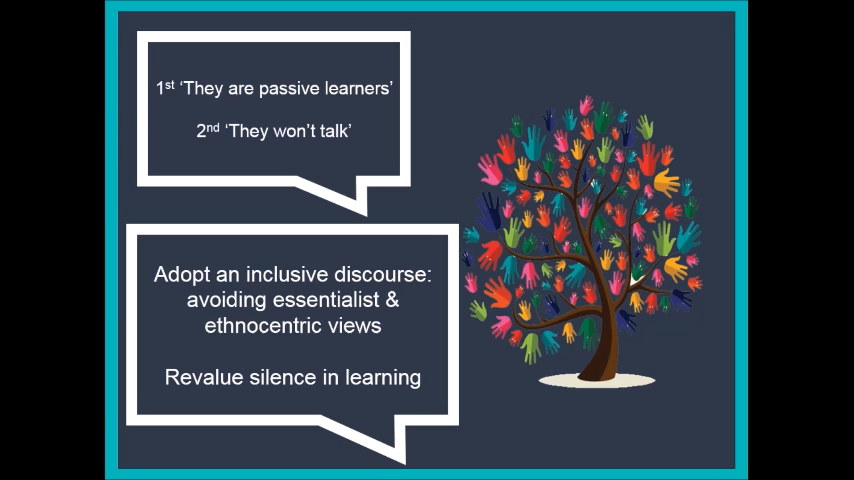 1st ‘They are passive learners’
2nd ‘They won’t talk’
Adopt an inclusive discourse:
avoiding essentialist &
ethnocentric views
Revalue silence in learning